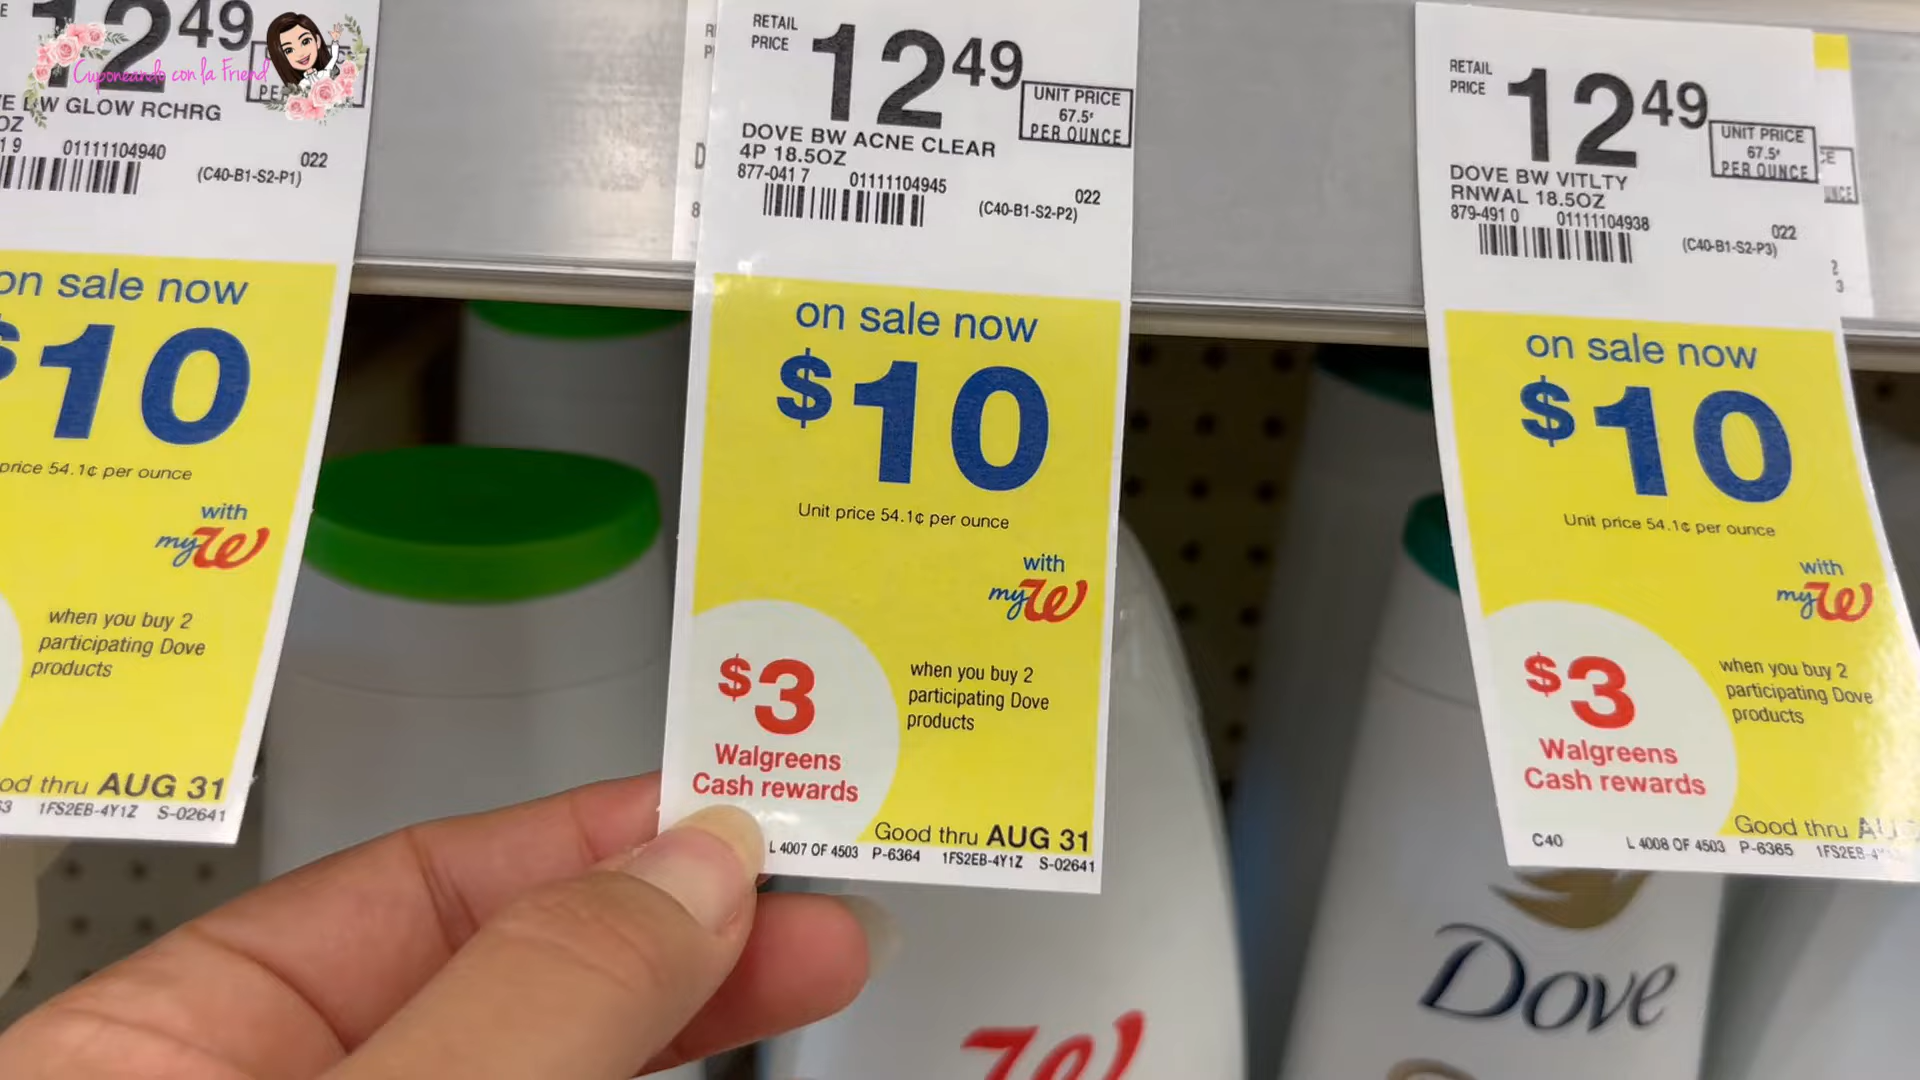 1249
Cuponeando con la Friend
BW GLOW RCHRG
OZ
01111104940
022
(C40-B1-S2-P1)
on sale now
$10
price 54.1¢ per ounce
with
myW
when you buy 2
participating Dove
products
AUG 31
1FS2EB-4Y1Z S-02641
RETAIL
PRICE
1249
UNIT PRICE
67.5¢
PER OUNCE
DOVE BW ACNE CLEAR
4P 18.5OZ
877-041 7 01111104945
022
(C40-B1-S2-P2)
on sale now
$10
Unit price 54.1¢ per ounce
with
myW
$3
Walgreens
Cash rewards
when you buy 2
participating Dove
products
Good thru AUG 31
L 4007 OF 4503 P-6364 1FS2EB-4Y1Z S-02641
W
RETAIL
PRICE
1249
UNIT PRICE
67.5¢
PER OUNCE
DOVE BW VITLTY
RNWAL 18.5OZ
879-491 0 01111104938
022
(C40-B1-S2-P3)
on sale now
$10
Unit price 54.1¢ per ounce
with
myW
$3
Walgreens
Cash rewards
when you buy 2
participating Dove
products
Good thru
C40 L 4008 OF 4503 P-6365
Dove